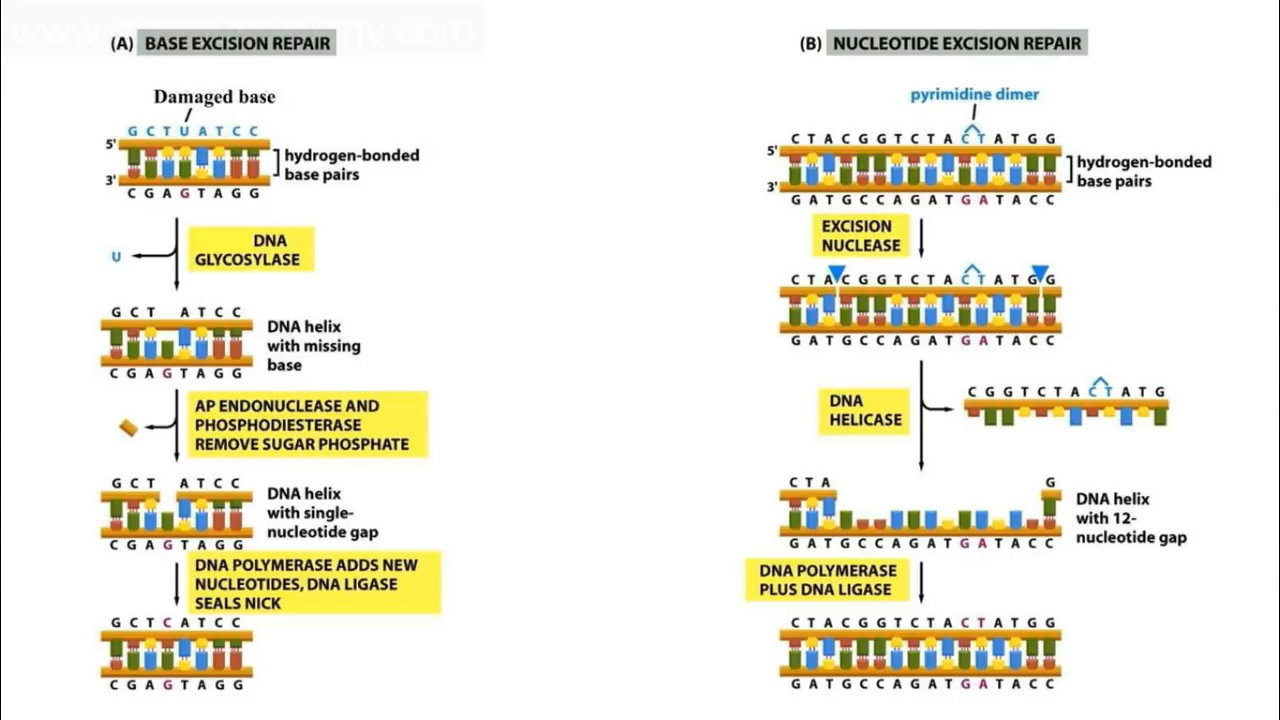 (A) BASE EXCISION REPAIR
Damaged base
G C T U A T C C
5'
hydrogen-bonded
base pairs
3'
C G A G T A G G
DNA
GLYCOSYLASE
U
G C T A T C C
DNA helix
with missing
base
C G A G T A G G
AP ENDONUCLEASE AND
PHOSPHODIESTERASE
REMOVE SUGAR PHOSPHATE
G C T A T C C
DNA helix
with single-
nucleotide gap
C G A G T A G G
DNA POLYMERASE ADDS NEW
NUCLEOTIDES, DNA LIGASE
SEALS NICK
G C T C A T C C
C G A G T A G G
(B) NUCLEOTIDE EXCISION REPAIR
pyrimidine dimer
C T A C G G T C T A C T A T G G
5'
hydrogen-bonded
base pairs
3'
G A T G C C A G A T G A T A C C
EXCISION
NUCLEASE
C T A C G G T C T A C T A T G G
G A T G C C A G A T G A T A C C
DNA
HELICASE
C G G T C T A C T A T G
C T A G
DNA helix
with 12-
nucleotide gap
G A T G C C A G A T G A T A C C
DNA POLYMERASE
PLUS DNA LIGASE
C T A C G G T C T A C T A T G G
G A T G C C A G A T G A T A C C